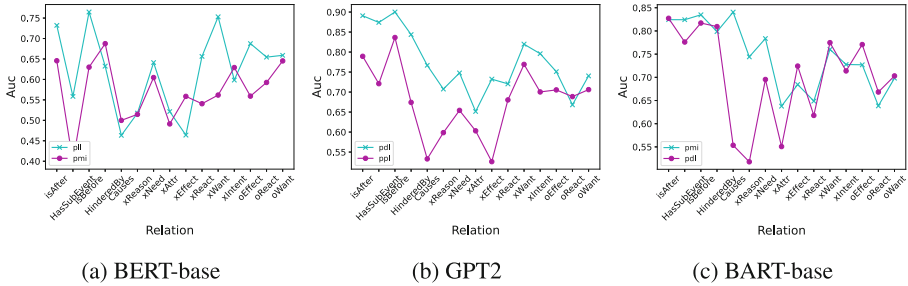 0.75
0.70
0.65
0.60
0.55
0.50
0.45
0.40
Auc
pll
pmi
isAfter
HasSubEvent
isBefore
HinderedBy
Causes
xReason
xNeed
xAttr
xEffect
xReact
xWant
xIntent
oEffect
oReact
oWant
Relation
(a) BERT-base
0.90
0.85
0.80
0.75
0.70
0.65
0.60
0.55
Auc
pdl
ppl
isAfter
HasSubEvent
isBefore
HinderedBy
Causes
xReason
xNeed
xAttr
xEffect
xReact
xWant
xIntent
oEffect
oReact
oWant
Relation
(b) GPT2
0,85
0,80
0,75
0,70
0,65
0,60
0,55
Auc
pmi
pdl
isAfter
HasSubEvent
isBefore
HinderedBy
Causes
xReason
xNeed
xAttr
xEffect
xReact
xWant
xIntent
oEffect
oReact
oWant
Relation
(c) BART-base